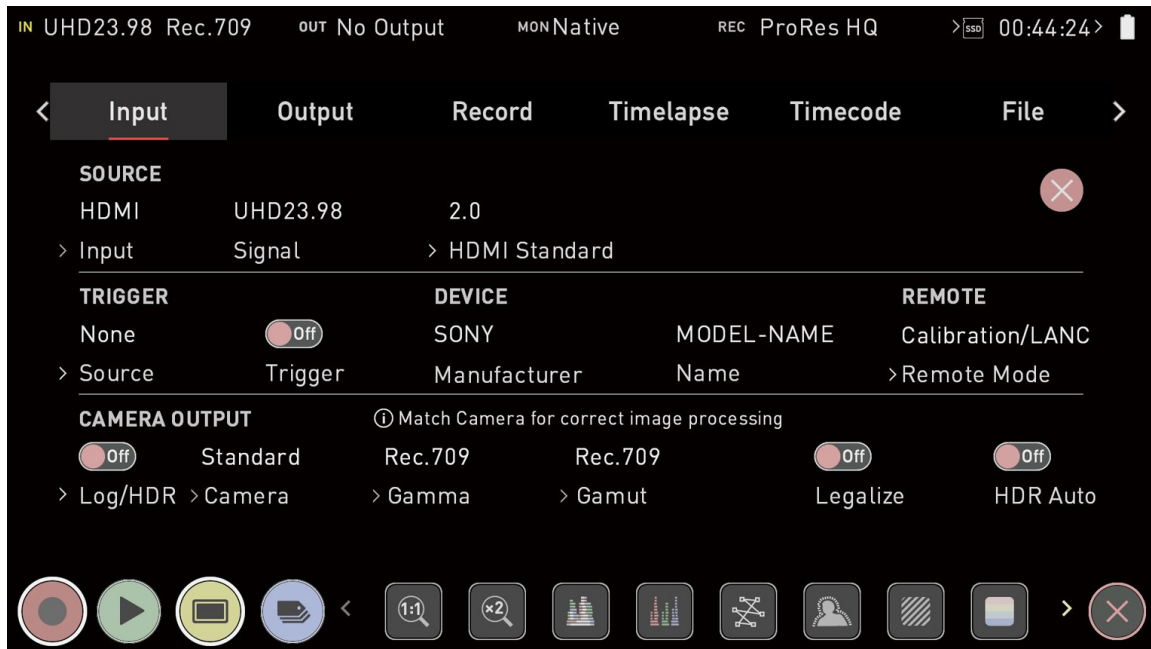 IN UHD23.98 Rec.709 OUT No Output MON Native REC ProRes HQ > SSD 00:44:24>
< Input Output Record Timelapse Timecode File >
SOURCE
HDMI UHD23.98 2.0
> Input Signal > HDMI Standard
TRIGGER DEVICE REMOTE
None Off SONY MODEL-NAME Calibration/LANC
> Source Trigger Manufacturer Name >Remote Mode
CAMERA OUTPUT ⓘ Match Camera for correct image processing
Off Standard Rec.709 Rec.709 Off Off
> Log/HDR >Camera > Gamma > Gamut Legalize HDR Auto
< 1:1 ×2 >